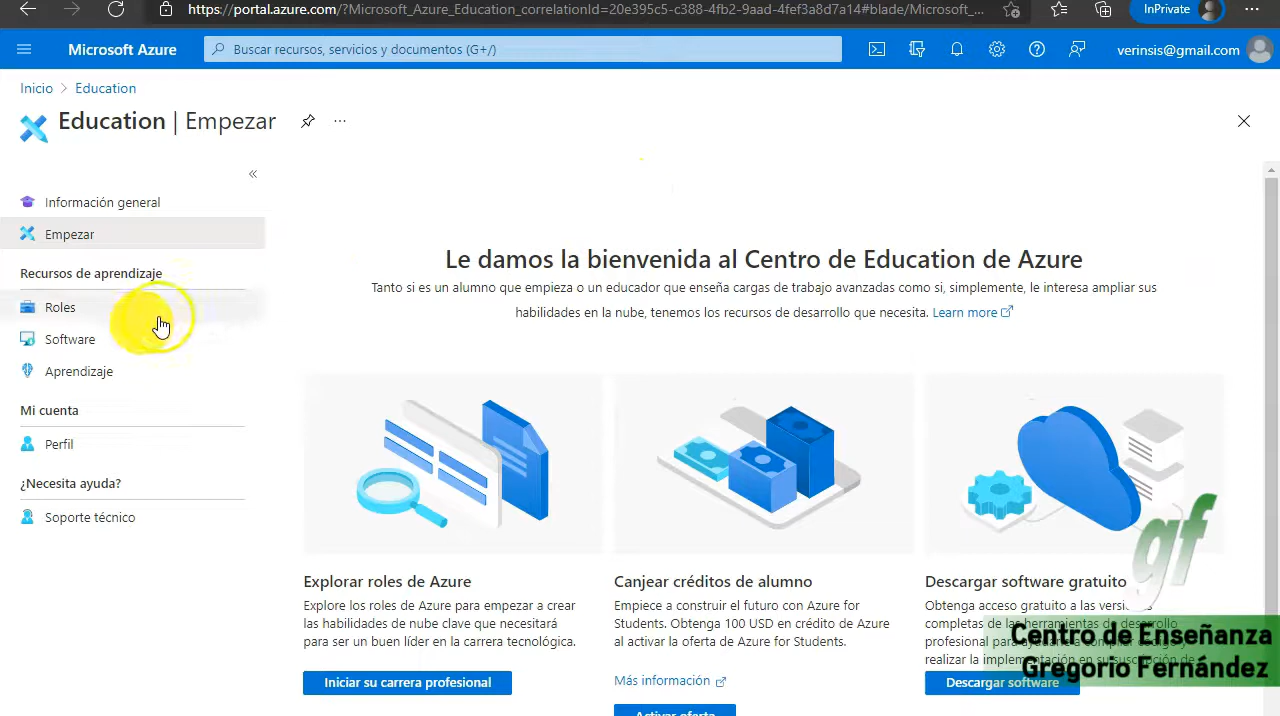 https://portal.azure.com/?Microsoft_Azure_Education_correlationId=20e395c5-c388-4fb2-9aad-4fef3a8d7a14#blade/Microsoft_...
InPrivate
Microsoft Azure
Buscar recursos, servicios y documentos (G+/)
verinsis@gmail.com
Inicio > Education
Education | Empezar
...
«
Información general
Empezar
Recursos de aprendizaje
Roles
Software
Aprendizaje
Mi cuenta
Perfil
¿Necesita ayuda?
Soporte técnico
Le damos la bienvenida al Centro de Education de Azure
Tanto si es un alumno que empieza o un educador que enseña cargas de trabajo avanzadas como si, simplemente, le interesa ampliar sus
habilidades en la nube, tenemos los recursos de desarrollo que necesita. Learn more
Explorar roles de Azure
Explore los roles de Azure para empezar a crear
las habilidades de nube clave que necesitará
para ser un buen líder en la carrera tecnológica.
Iniciar su carrera profesional
Canjear créditos de alumno
Empiece a construir el futuro con Azure for
Students. Obtenga 100 USD en crédito de Azure
al activar la oferta de Azure for Students.
Más información
Activar oferta
Descargar software gratuito
Obtenga acceso gratuito a las
completas de las herramientas de desarrollo
profesional para ayudarle a compilar código y
realizar la implementación en su suscripción de
Descargar software
gf
Centro de Enseñanza
Gregorio Fernández